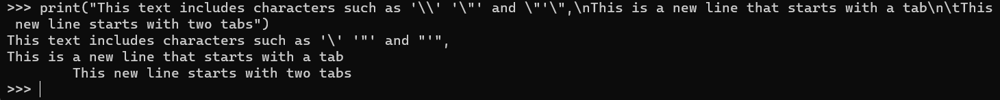 >>> print("This text includes characters such as '\\' '\"' and \"'\",\nThis is a new line that starts with a tab\n\tThis
 new line starts with two tabs")
This text includes characters such as '\' '"' and "'",
This is a new line that starts with a tab
        This new line starts with two tabs
>>>